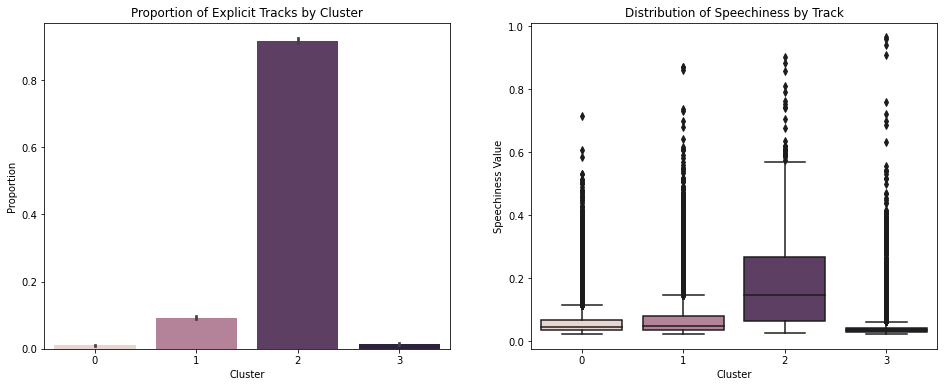 Proportion of Explicit Tracks by Cluster
0.8
0.6
0.4
0.2
0.0
Proportion
0 1 2 3
Cluster
Distribution of Speechiness by Track
1.0
0.8
0.6
0.4
0.2
0.0
Speechiness Value
0 1 2 3
Cluster